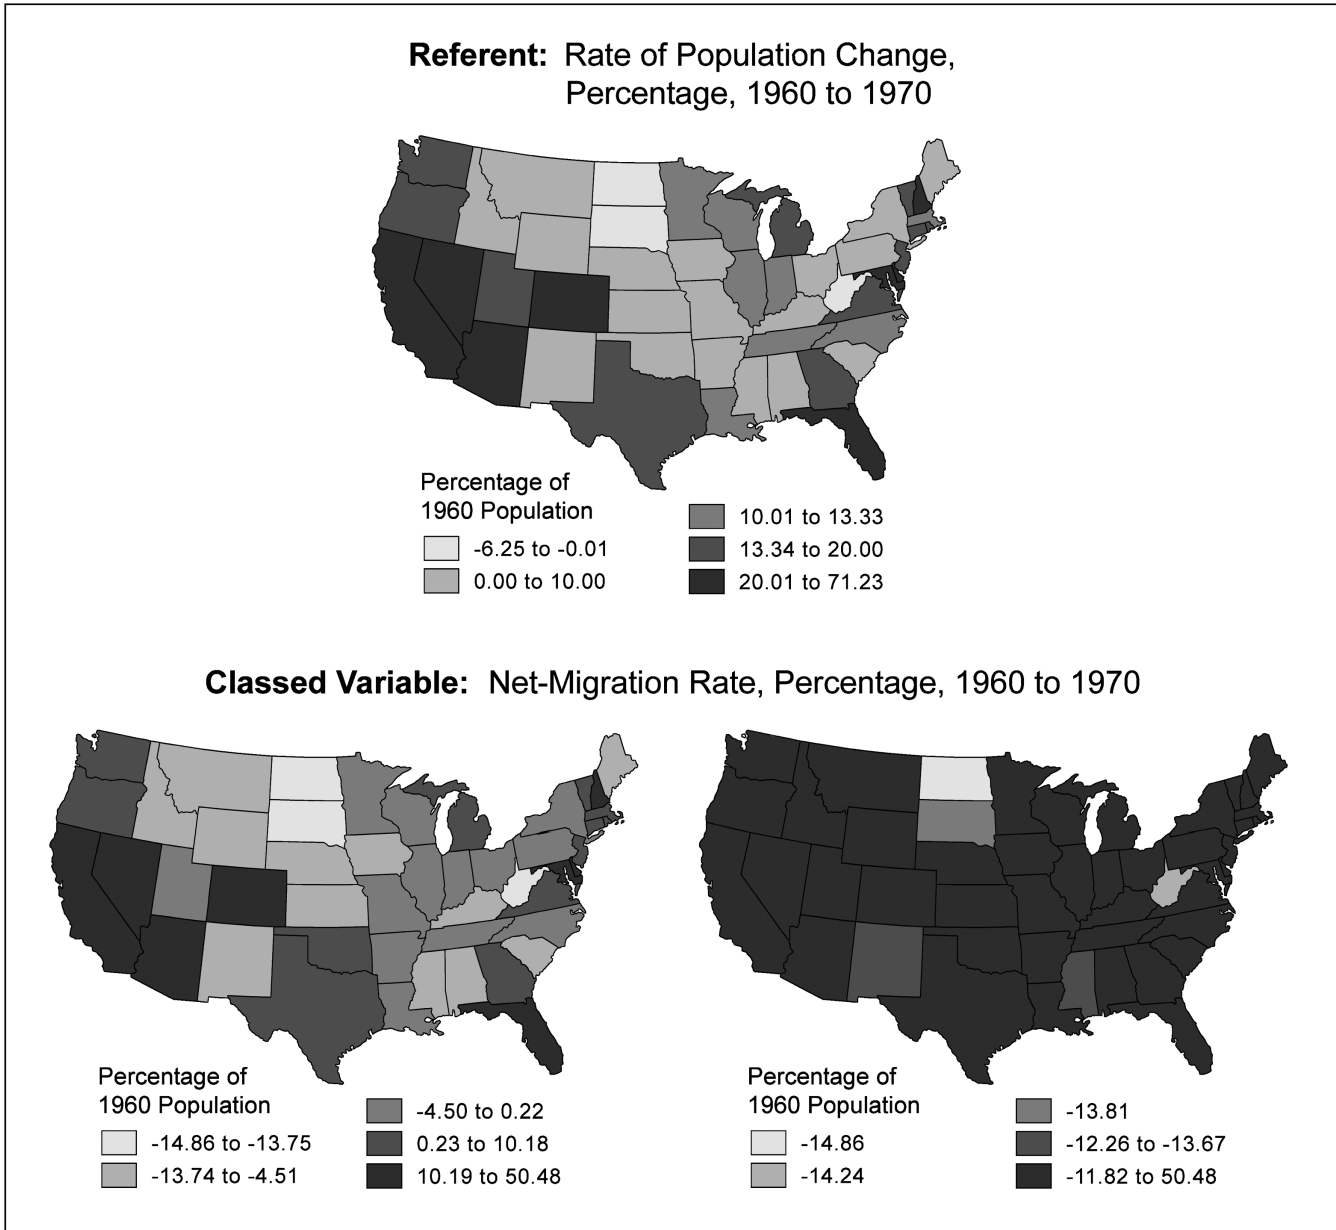 Referent: Rate of Population Change,
Percentage, 1960 to 1970
Percentage of
1960 Population
-6.25 to -0.01
0.00 to 10.00
10.01 to 13.33
13.34 to 20.00
20.01 to 71.23
Classed Variable: Net-Migration Rate, Percentage, 1960 to 1970
Percentage of
1960 Population
-14.86 to -13.75
-13.74 to -4.51
-4.50 to 0.22
0.23 to 10.18
10.19 to 50.48
Percentage of
1960 Population
-14.86
-14.24
-13.81
-12.26 to -13.67
-11.82 to 50.48